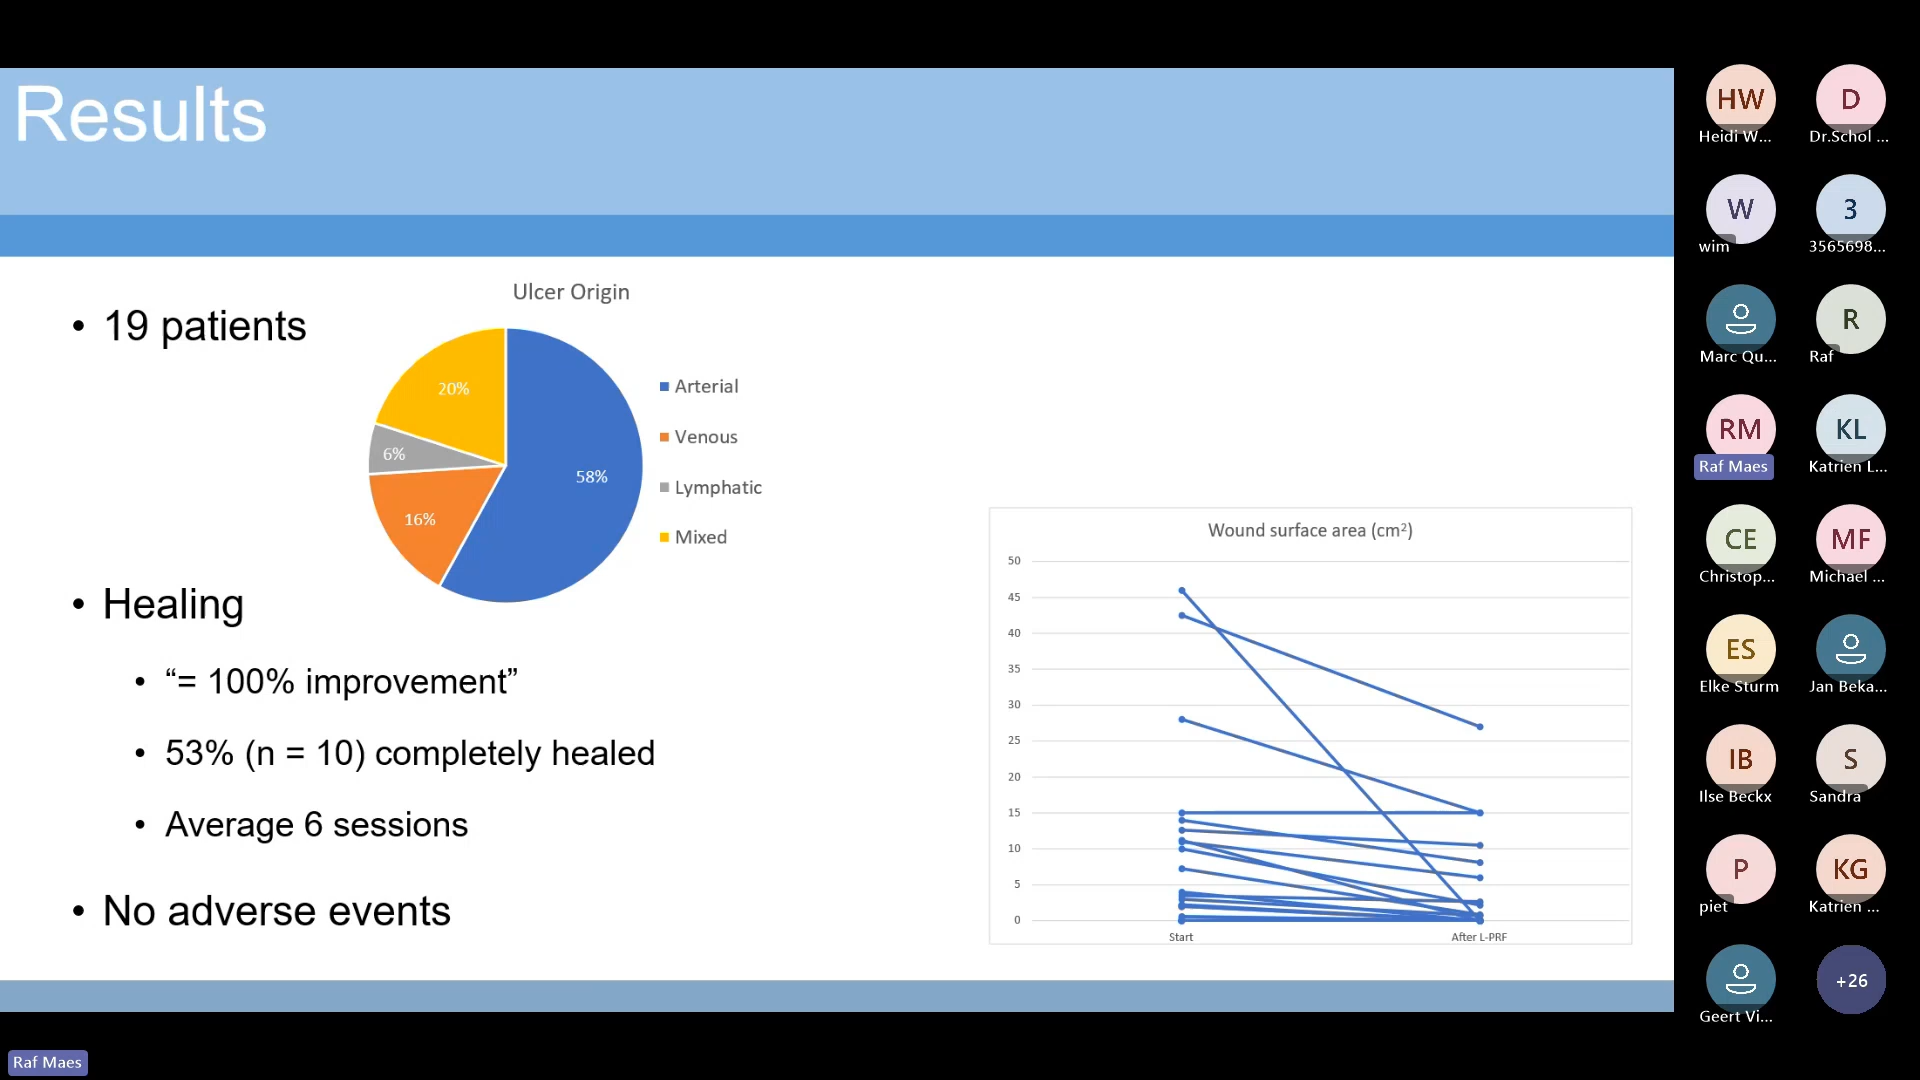 Results
• 19 patients
Ulcer Origin
20%
6%
58%
16%
Arterial
Venous
Lymphatic
Mixed
• Healing
• “= 100% improvement”
• 53% (n = 10) completely healed
• Average 6 sessions
• No adverse events
Wound surface area (cm²)
50
45
40
35
30
25
20
15
10
5
0
Start
After L-PRF
HW
Heidi W...
D
Dr.Schol ...
W
wim
3
3565698...
Marc Qu...
R
Raf
RM
Raf Maes
KL
Katrien L...
CE
Christop...
MF
Michael ...
ES
Elke Sturm
Jan Beka...
IB
Ilse Beckx
S
Sandra
P
piet
KG
Katrien ...
Geert Vi...
+26
Raf Maes